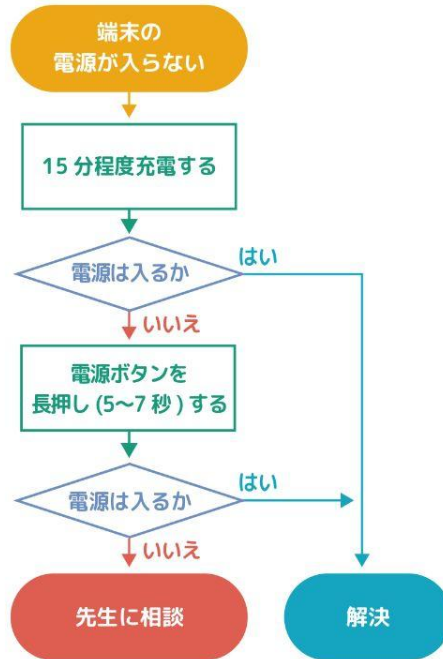 端末の
電源が入らない
15分程度充電する
電源は入るか
はい
いいえ
電源ボタンを
長押し(5〜7秒)する
電源は入るか
はい
いいえ
先生に相談
解決